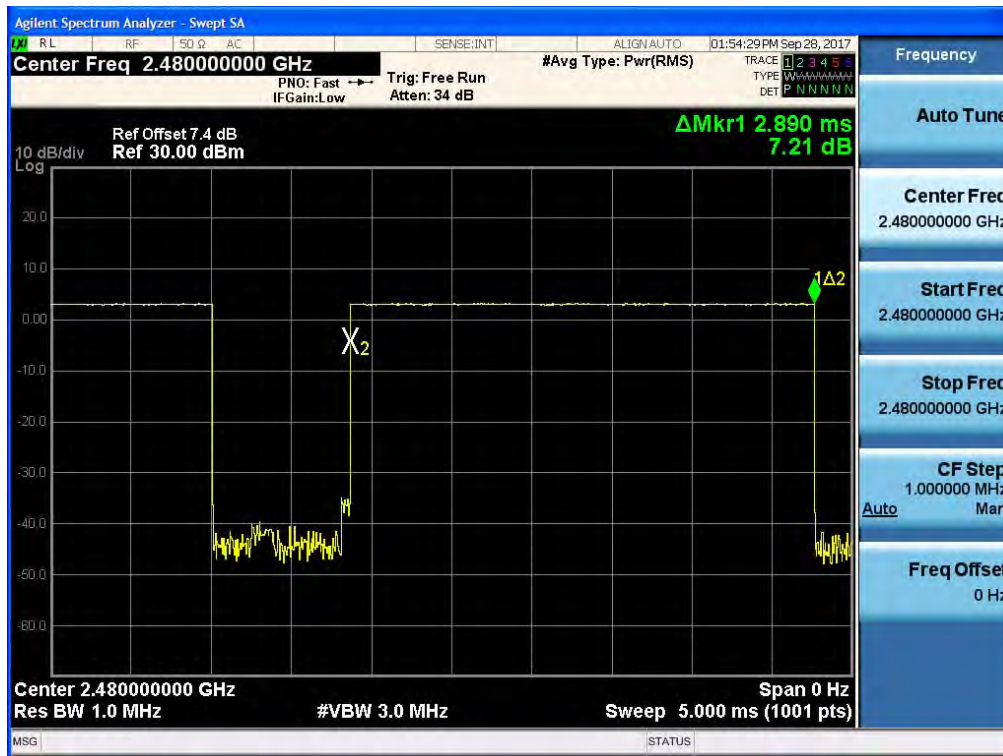 Agilent Spectrum Analyzer - Swept SA
LXI RL RF 50 Ω AC SENSE:INT ALIGN AUTO 01:54:29 PM Sep 28, 2017
Center Freq 2.480000000 GHz
PNO: Fast
IFGain:Low
Trig: Free Run
Atten: 34 dB
#Avg Type: Pwr(RMS)
TRACE 1 2 3 4 5 6
TYPE
DET P N N N N N
Ref Offset 7.4 dB
10 dB/div Ref 30.00 dBm
Log
ΔMkr1 2.890 ms
7.21 dB
20.0
10.0
0.00
-10.0
-20.0
-30.0
-40.0
-50.0
-60.0
1Δ2
X2
Center 2.480000000 GHz Span 0 Hz
Res BW 1.0 MHz #VBW 3.0 MHz Sweep 5.000 ms (1001 pts)
MSG STATUS
Frequency
Auto Tune
Center Freq
2.480000000 GHz
Start Freq
2.480000000 GHz
Stop Freq
2.480000000 GHz
CF Step
1.000000 MHz
Auto Man
Freq Offset
0 Hz